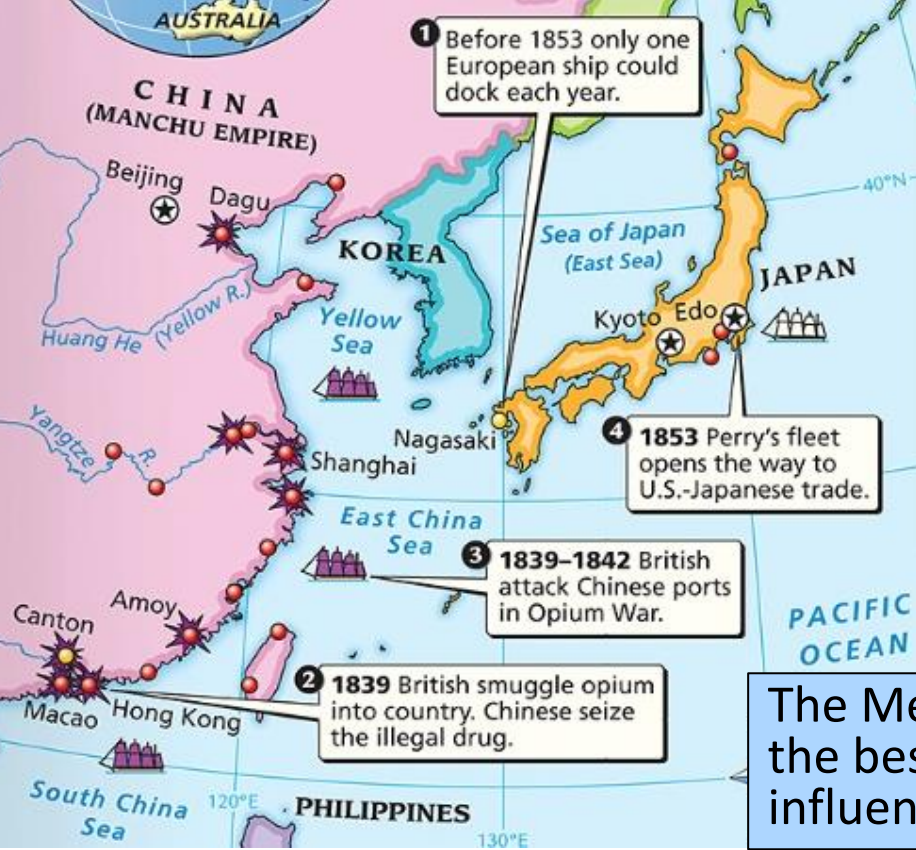 AUSTRALIA
CHINA
(MANCHU EMPIRE)
Beijing
Dagu
KOREA
Huang He (Yellow R.)
Yellow
Sea
Yangtze R.
Shanghai
East China
Sea
Amoy
Canton
Macao
Hong Kong
South China
Sea
120°E
PHILIPPINES
130°E
1 Before 1853 only one
European ship could
dock each year.
40°N
Sea of Japan
(East Sea)
JAPAN
Kyoto
Edo
Nagasaki
4 1853 Perry's fleet
opens the way to
U.S.-Japanese trade.
3 1839–1842 British
attack Chinese ports
in Opium War.
2 1839 British smuggle opium
into country. Chinese seize
the illegal drug.
PACIFIC
OCEAN
The
the